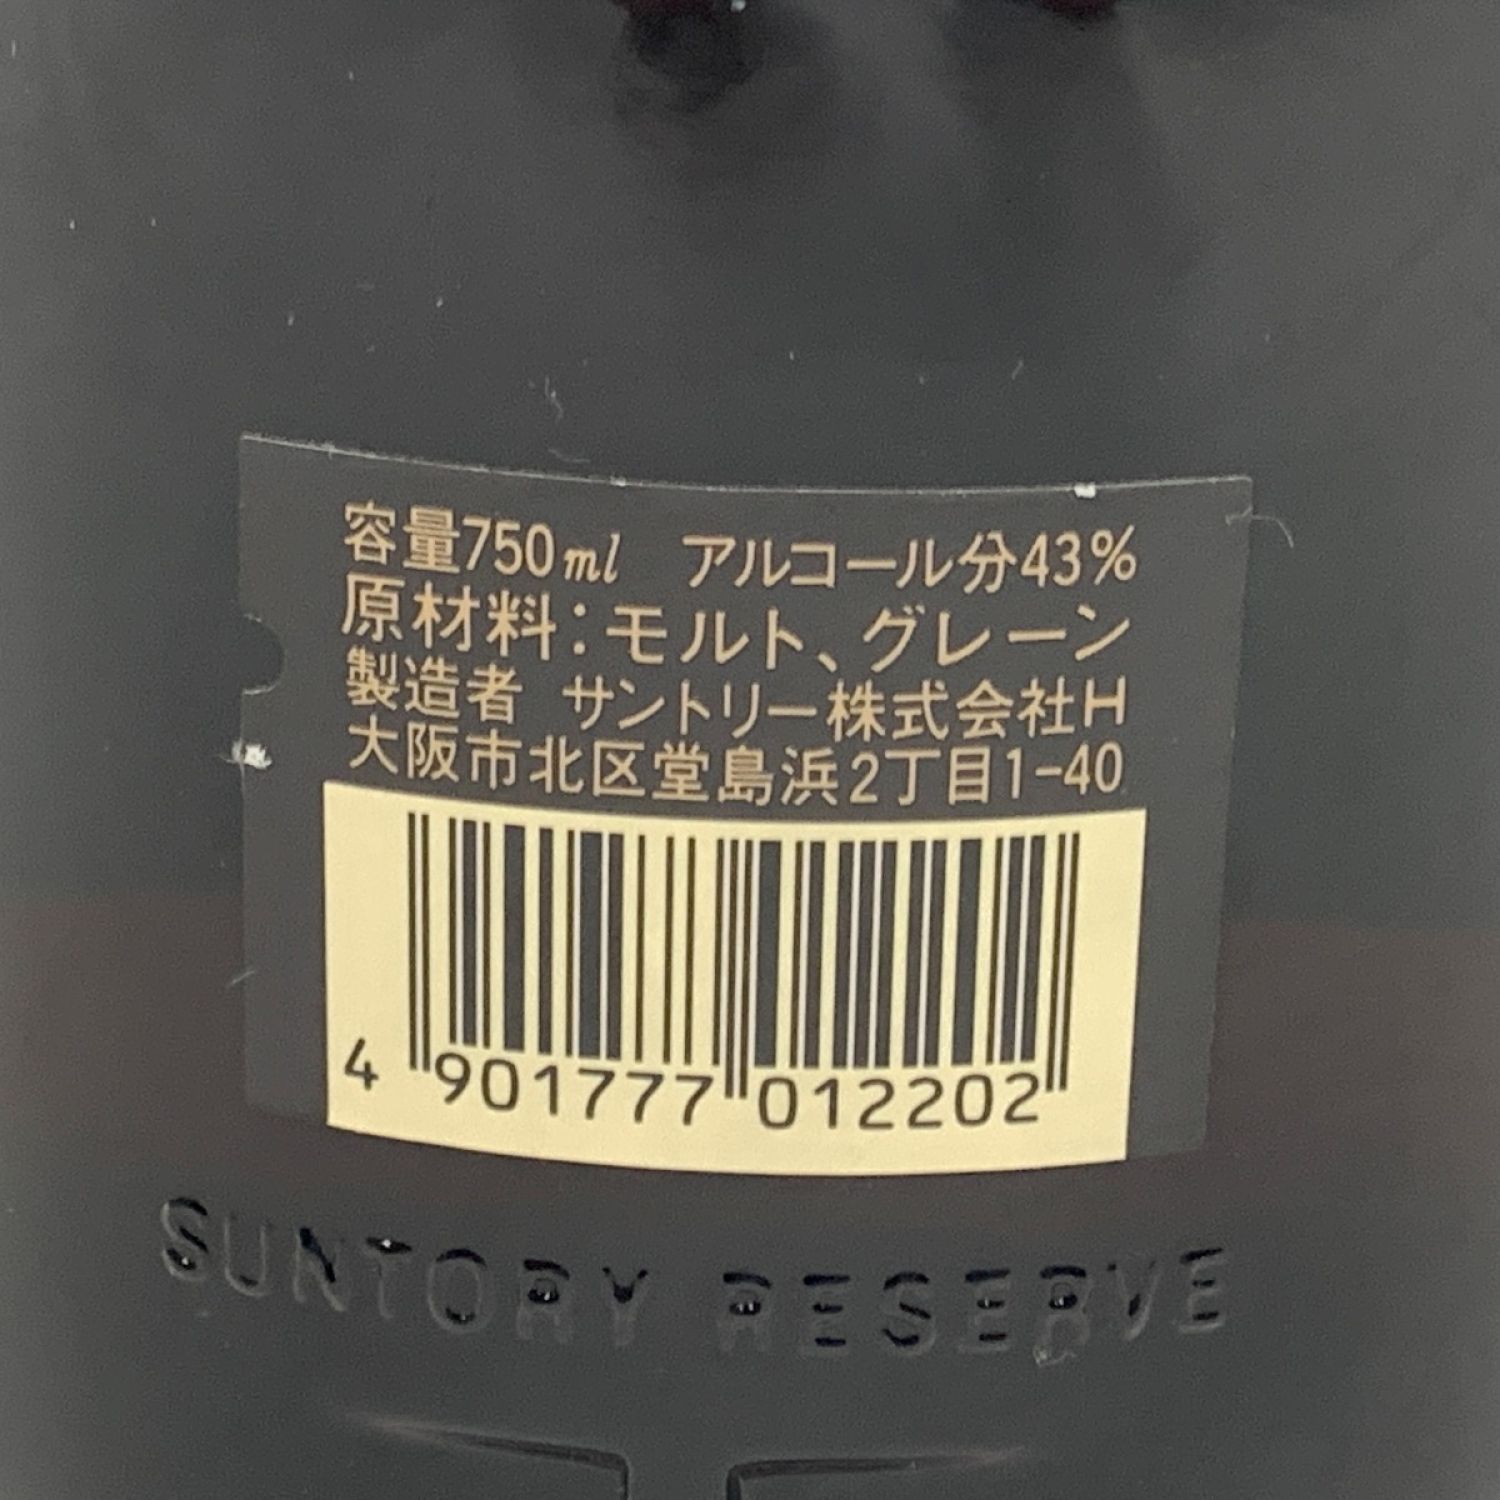 容量750ml アルコール分43%
原材料：モルト、グレーン
製造者 サントリー株式会社H
大阪市北区堂島浜2丁目1-40
4 901777 012202
SUNTORY RESERVE